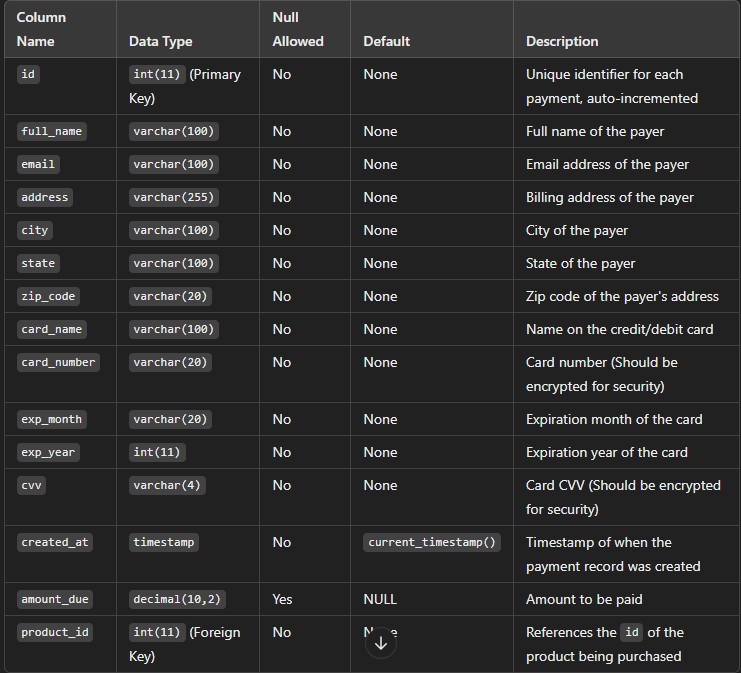 Column Name	Data Type	Null Allowed	Default	Description
id	int(11) (Primary Key)	No	None	Unique identifier for each payment, auto-incremented
full_name	varchar(100)	No	None	Full name of the payer
email	varchar(100)	No	None	Email address of the payer
address	varchar(255)	No	None	Billing address of the payer
city	varchar(100)	No	None	City of the payer
state	varchar(100)	No	None	State of the payer
zip_code	varchar(20)	No	None	Zip code of the payer's address
card_name	varchar(100)	No	None	Name on the credit/debit card
card_number	varchar(20)	No	None	Card number (Should be encrypted for security)
exp_month	varchar(20)	No	None	Expiration month of the card
exp_year	int(11)	No	None	Expiration year of the card
cvv	varchar(4)	No	None	Card CVV (Should be encrypted for security)
created_at	timestamp	No	current_timestamp()	Timestamp of when the payment record was created
amount_due	decimal(10,2)	Yes	NULL	Amount to be paid
product_id	int(11) (Foreign Key)	No	None	References the id of the product being purchased